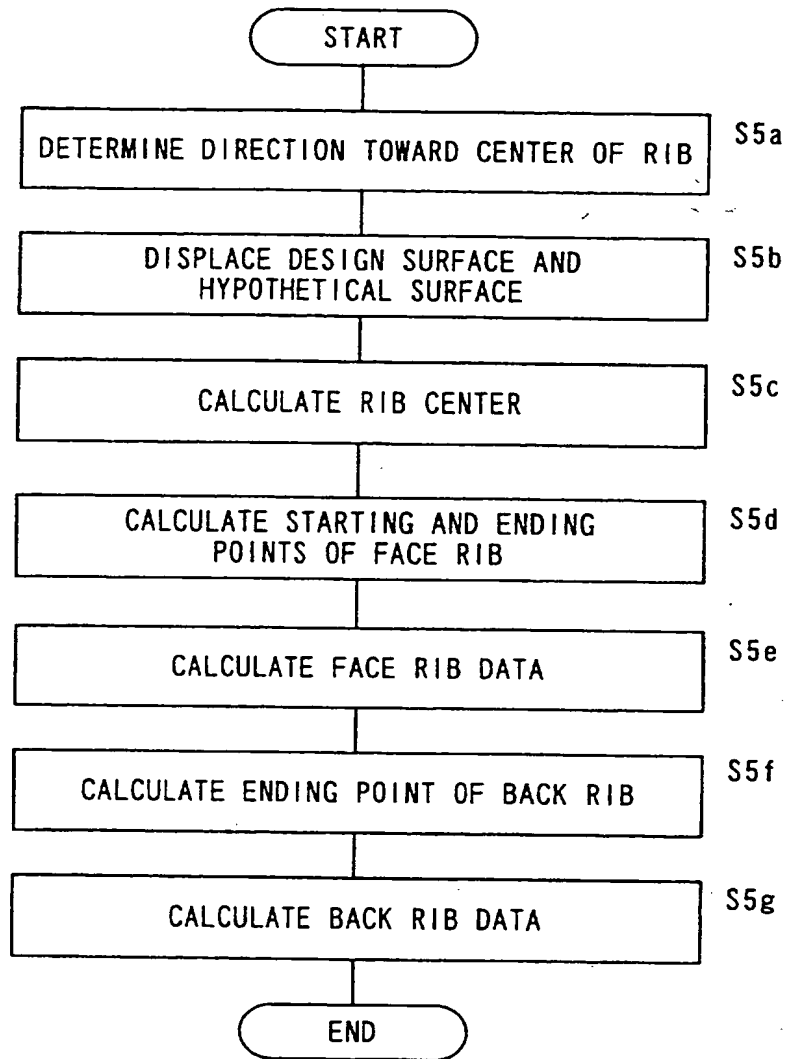 START
DETERMINE DIRECTION TOWARD CENTER OF RIB
S5a
DISPLACE DESIGN SURFACE AND
HYPOTHETICAL SURFACE
S5b
CALCULATE RIB CENTER
S5c
CALCULATE STARTING AND ENDING
POINTS OF FACE RIB
S5d
CALCULATE FACE RIB DATA
S5e
CALCULATE ENDING POINT OF BACK RIB
S5f
CALCULATE BACK RIB DATA
S5g
END